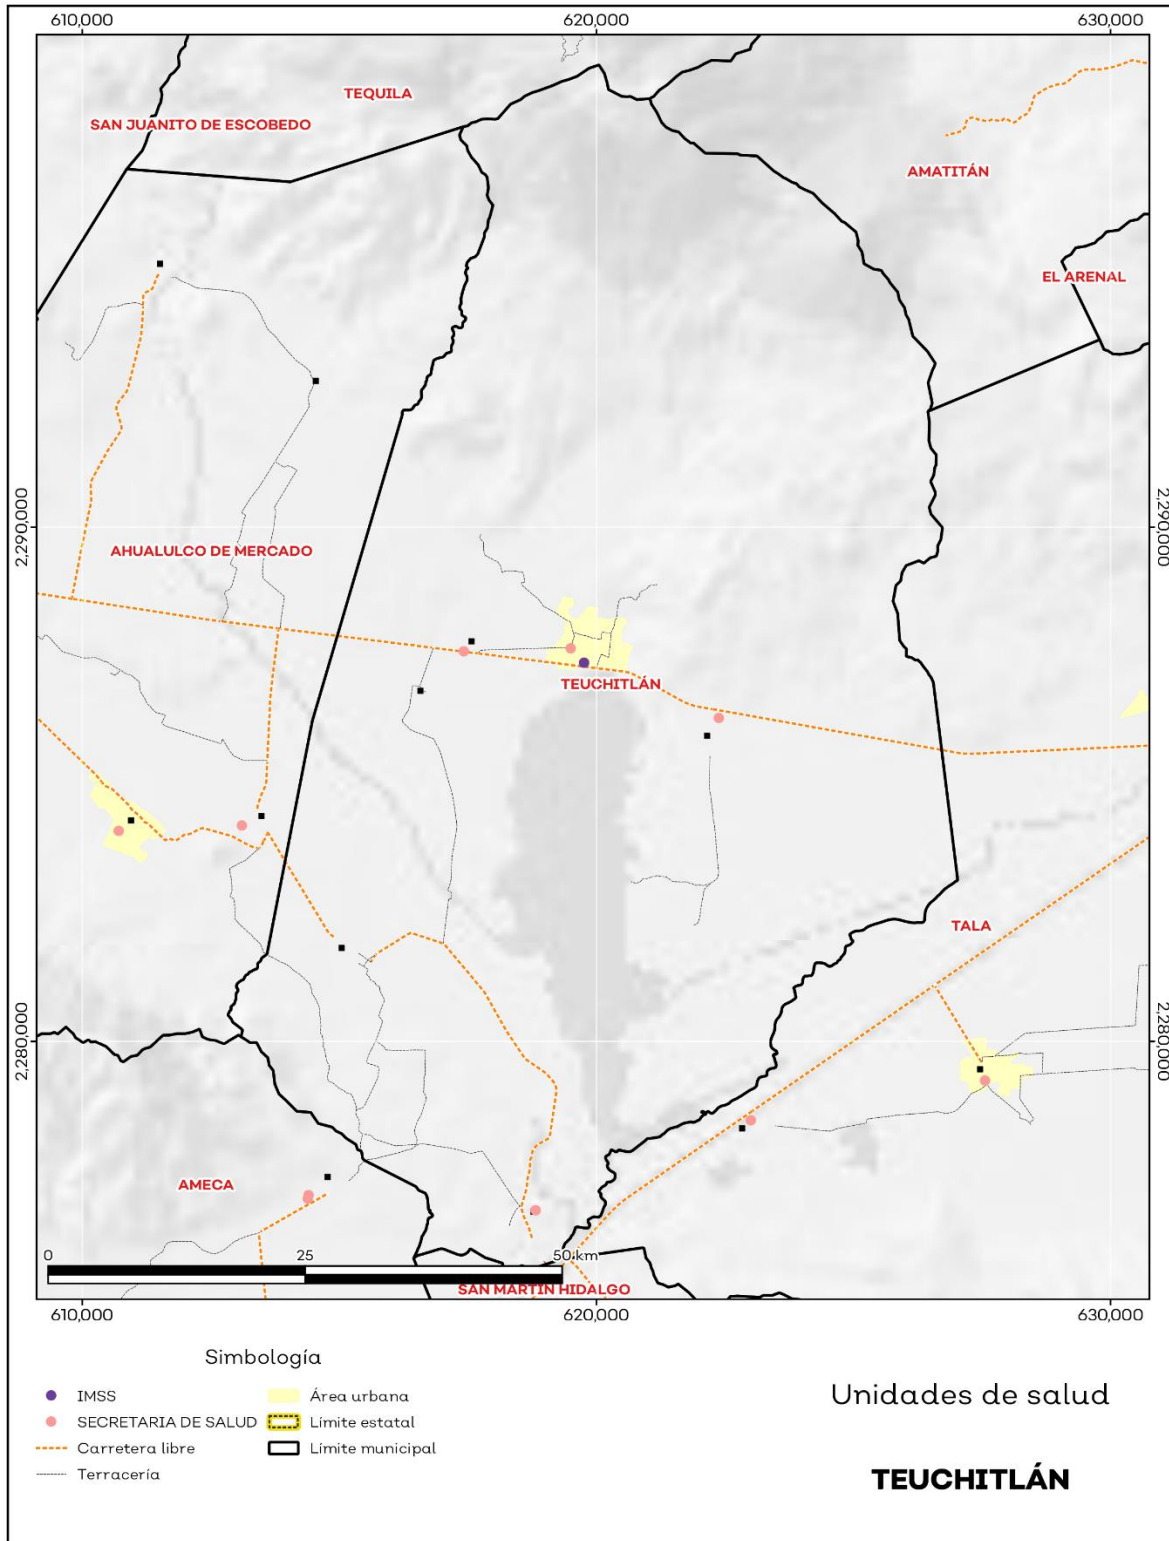 610,000
620,000
630,000
TEQUILA
SAN JUANITO DE ESCOBEDO
AMATITÁN
EL ARENAL
2,290,000
2,290,000
AHUALULCO DE MERCADO
TEUCHITLÁN
TALA
2,280,000
2,280,000
AMECA
0
25
50 km
SAN MARTÍN HIDALGO
610,000
620,000
630,000
Simbología
IMSS
SECRETARIA DE SALUD
Carretera libre
Terracería
Área urbana
Límite estatal
Límite municipal
Unidades de salud
TEUCHITLÁN